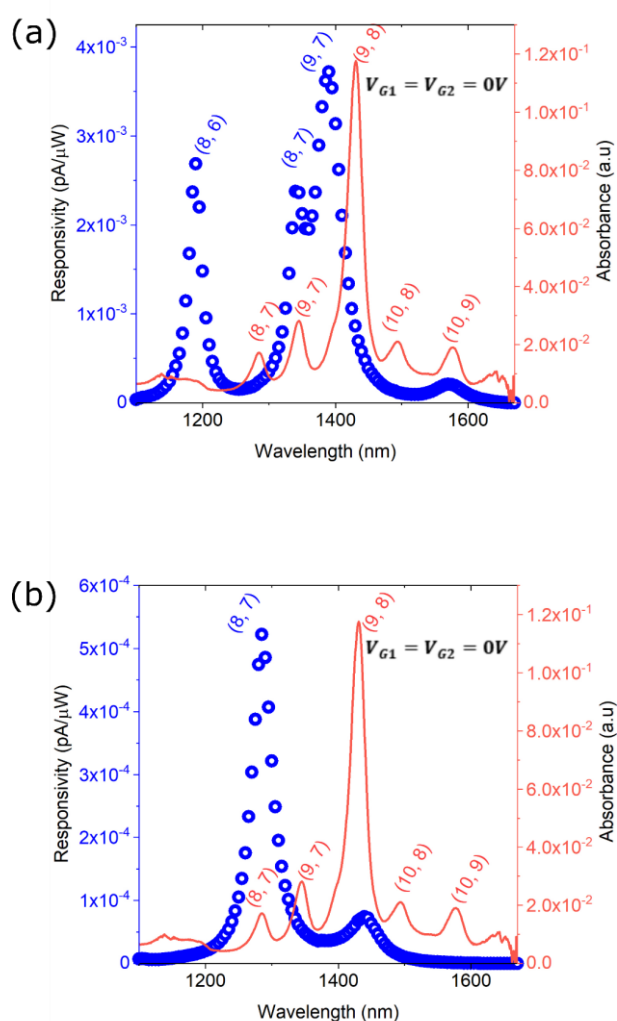 (a)
4x10⁻³
3x10⁻³
2x10⁻³
1x10⁻³
0
Responsivity (pA/μW)
(8, 6)
(8, 7)
(9, 7)
(9, 8)
V_G1 = V_G2 = 0V
(8, 7)
(9, 7)
(10, 8)
(10, 9)
1.2x10⁻¹
1.0x10⁻¹
8.0x10⁻²
6.0x10⁻²
4.0x10⁻²
2.0x10⁻²
0.0
Absorbance (a.u)
1200
1400
1600
Wavelength (nm)
(b)
6x10⁻⁴
5x10⁻⁴
4x10⁻⁴
3x10⁻⁴
2x10⁻⁴
1x10⁻⁴
0
Responsivity (pA/μW)
(8, 7)
(9, 8)
V_G1 = V_G2 = 0V
(8, 7)
(9, 7)
(10, 8)
(10, 9)
1.2x10⁻¹
1.0x10⁻¹
8.0x10⁻²
6.0x10⁻²
4.0x10⁻²
2.0x10⁻²
0.0
Absorbance (a.u)
1200
1400
1600
Wavelength (nm)